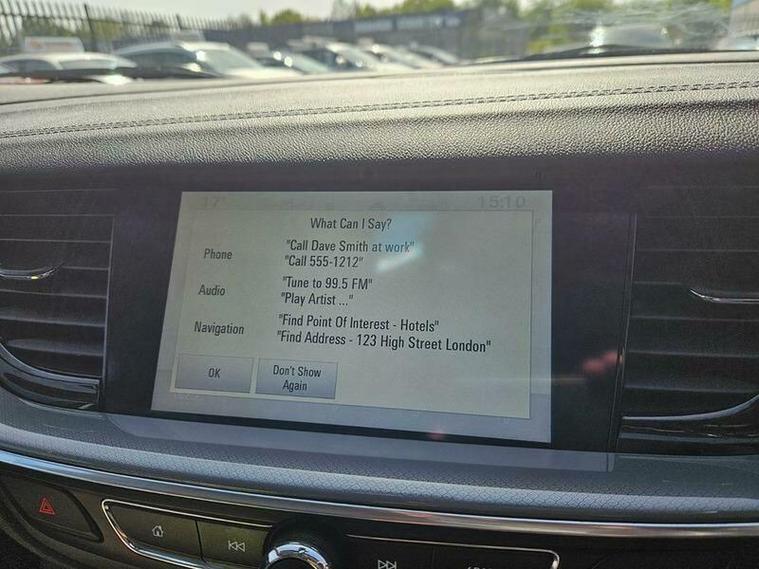 17°
15:10
What Can I Say?
Phone
"Call Dave Smith at work"
"Call 555-1212"
Audio
"Tune to 99.5 FM"
"Play Artist ..."
Navigation
"Find Point Of Interest - Hotels"
"Find Address - 123 High Street London"
OK
Don't Show
Again